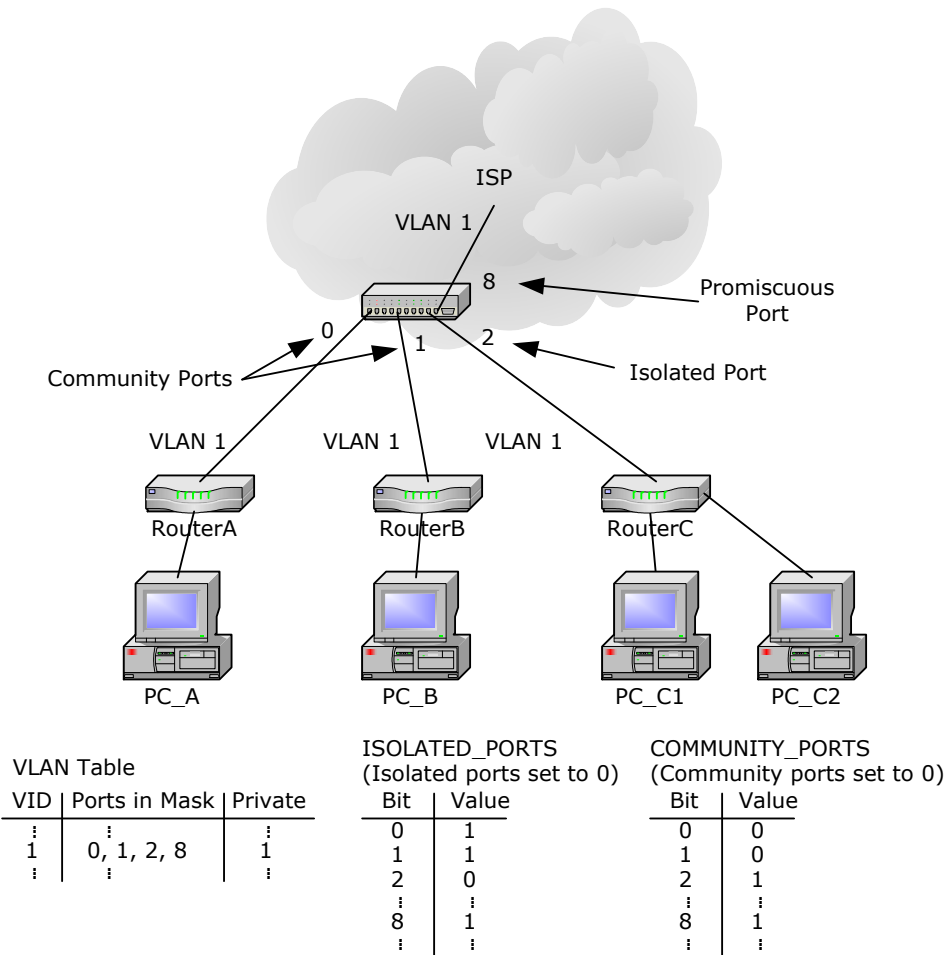 ISP
VLAN 1
8
Promiscuous
Port
0
1
2
Community Ports
Isolated Port
VLAN 1
VLAN 1
VLAN 1
RouterA
RouterB
RouterC
PC_A
PC_B
PC_C1
PC_C2
VLAN Table
VID Ports in Mask Private
1 0, 1, 2, 8 1
ISOLATED_PORTS
(Isolated ports set to 0)
Bit Value
0 1
1 1
2 0
8 1
COMMUNITY_PORTS
(Community ports set to 0)
Bit Value
0 0
1 0
2 1
8 1